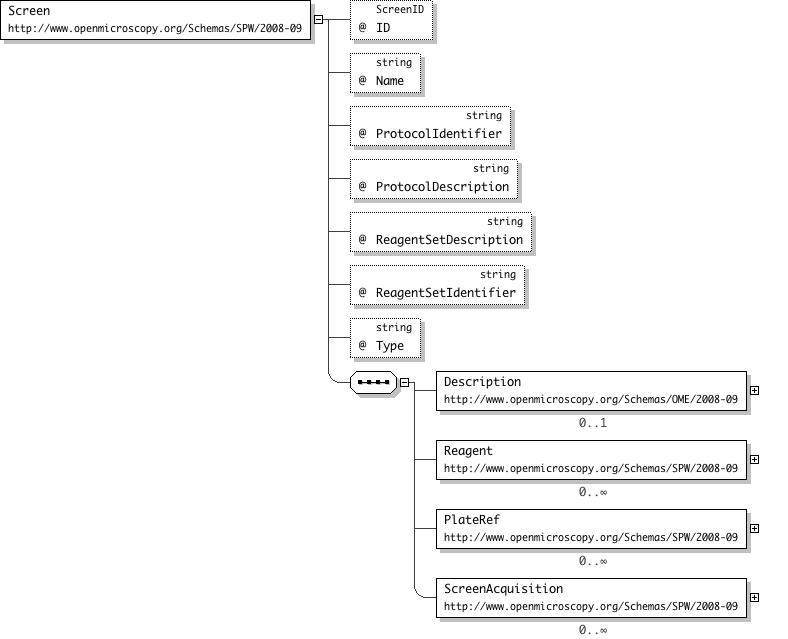 Screen
http://www.openmicroscopy.org/Schemas/SPW/2008-09
ScreenID
@ ID
string
@ Name
string
@ ProtocolIdentifier
string
@ ProtocolDescription
string
@ ReagentSetDescription
string
@ ReagentSetIdentifier
string
@ Type
Description
http://www.openmicroscopy.org/Schemas/OME/2008-09
0..1
Reagent
http://www.openmicroscopy.org/Schemas/SPW/2008-09
0..∞
PlateRef
http://www.openmicroscopy.org/Schemas/SPW/2008-09
0..∞
ScreenAcquisition
http://www.openmicroscopy.org/Schemas/SPW/2008-09
0..∞